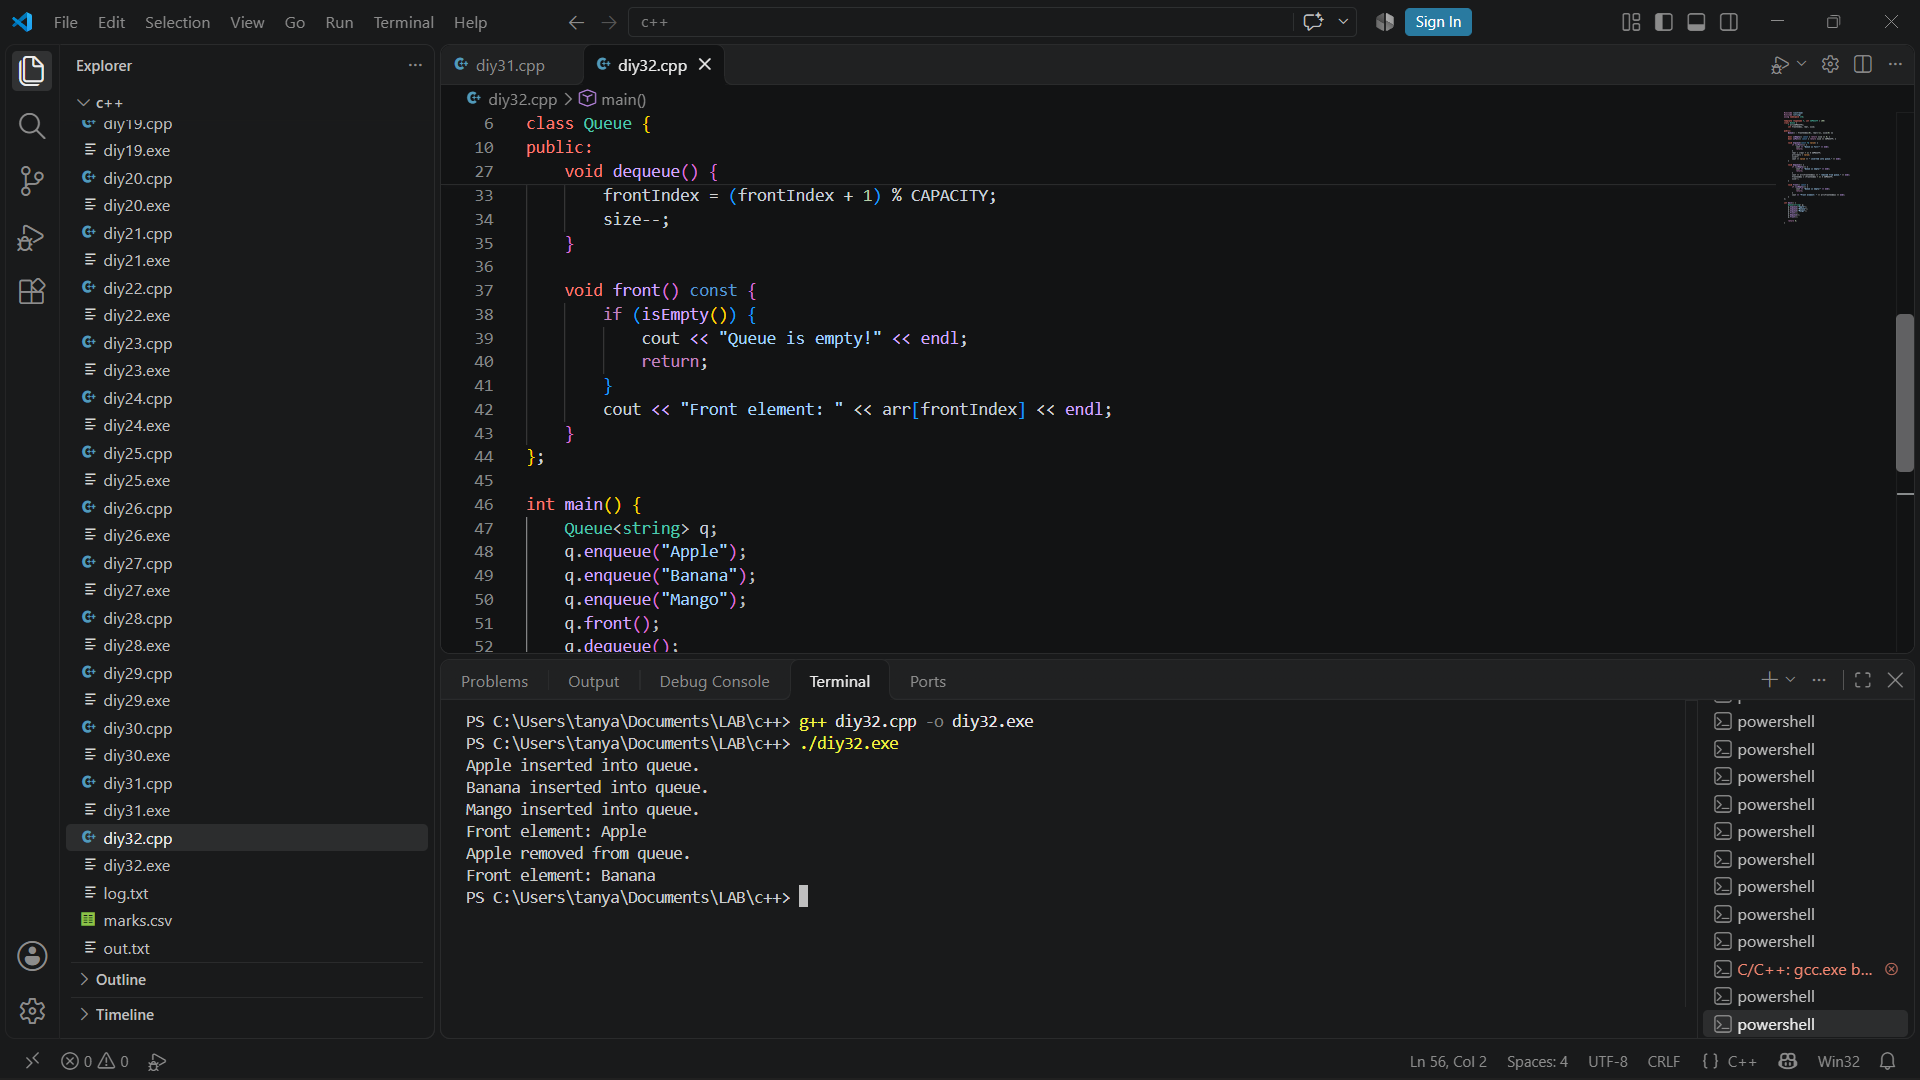 File Edit Selection View Go Run Terminal Help
c++
Sign In
Explorer
c++
diy19.cpp
diy19.exe
diy20.cpp
diy20.exe
diy21.cpp
diy21.exe
diy22.cpp
diy22.exe
diy23.cpp
diy23.exe
diy24.cpp
diy24.exe
diy25.cpp
diy25.exe
diy26.cpp
diy26.exe
diy27.cpp
diy27.exe
diy28.cpp
diy28.exe
diy29.cpp
diy29.exe
diy30.cpp
diy30.exe
diy31.cpp
diy31.exe
diy32.cpp
diy32.exe
log.txt
marks.csv
out.txt
Outline
Timeline
diy31.cpp diy32.cpp
diy32.cpp > main()
6 class Queue {
10 public:
27 void dequeue() {
33 frontIndex = (frontIndex + 1) % CAPACITY;
34 size--;
35 }
36
37 void front() const {
38 if (isEmpty()) {
39 cout << "Queue is empty!" << endl;
40 return;
41 }
42 cout << "Front element: " << arr[frontIndex] << endl;
43 }
44 };
45
46 int main() {
47 Queue<string> q;
48 q.enqueue("Apple");
49 q.enqueue("Banana");
50 q.enqueue("Mango");
51 q.front();
52 q.dequeue();
Problems Output Debug Console Terminal Ports
PS C:\Users\tanya\Documents\LAB\c++> g++ diy32.cpp -o diy32.exe
PS C:\Users\tanya\Documents\LAB\c++> ./diy32.exe
Apple inserted into queue.
Banana inserted into queue.
Mango inserted into queue.
Front element: Apple
Apple removed from queue.
Front element: Banana
PS C:\Users\tanya\Documents\LAB\c++>
powershell
powershell
powershell
powershell
powershell
powershell
powershell
powershell
powershell
C/C++: gcc.exe b...
powershell
powershell
0 0
Ln 56, Col 2 Spaces: 4 UTF-8 CRLF {} C++ Win32